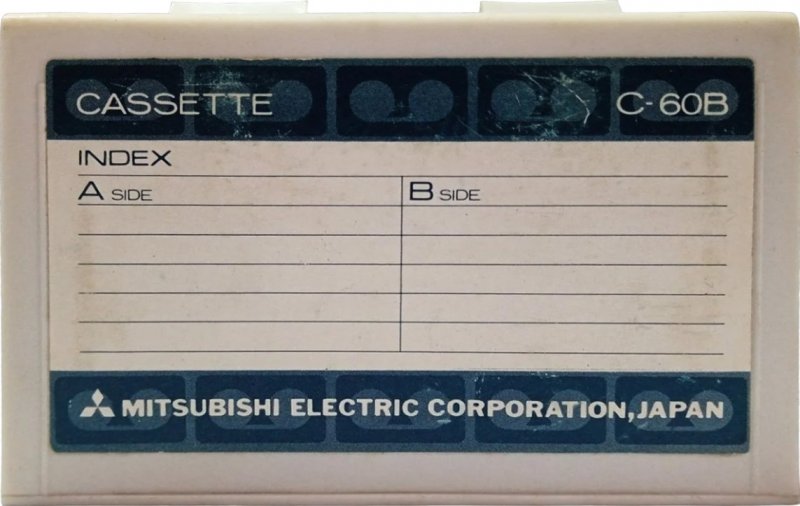 CASSETTE C-60B
INDEX
A SIDE B SIDE
MITSUBISHI ELECTRIC CORPORATION, JAPAN